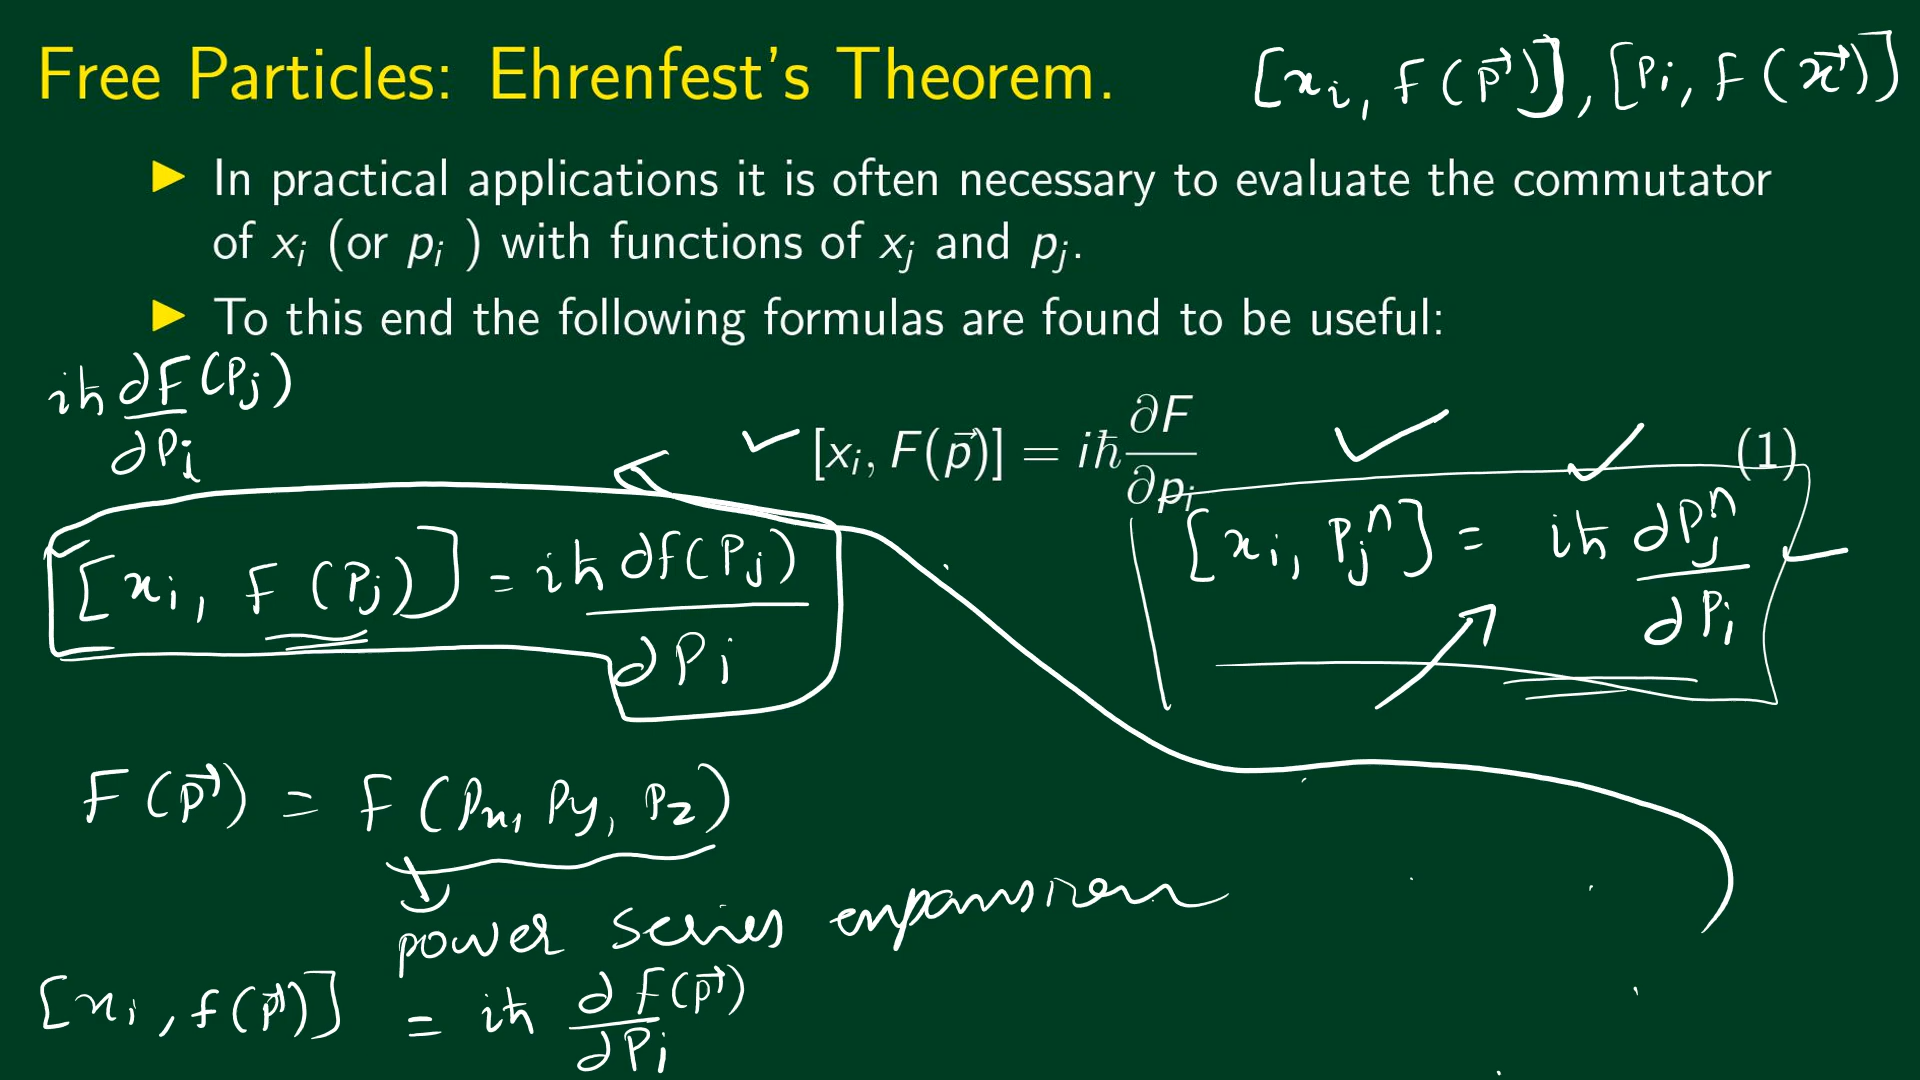 Free Particles: Ehrenfest's Theorem.
[xᵢ, F(p⃗)], [pᵢ, F(x⃗)]
▶ In practical applications it is often necessary to evaluate the commutator
of xᵢ (or pᵢ ) with functions of xⱼ and pⱼ.
▶ To this end the following formulas are found to be useful:
iħ ∂F(Pⱼ)/∂Pᵢ
[xᵢ, F(p⃗)] = iħ ∂F/∂pᵢ (1)
[xᵢ, F(Pⱼ)] = iħ ∂f(Pⱼ)/∂Pᵢ
[xᵢ, Pⱼⁿ] = iħ ∂Pⱼⁿ/∂Pᵢ
F(p⃗) = F(Px, Py, Pz)
power series expansion
[xᵢ, f(p⃗)] = iħ ∂F(p⃗)/∂Pᵢ